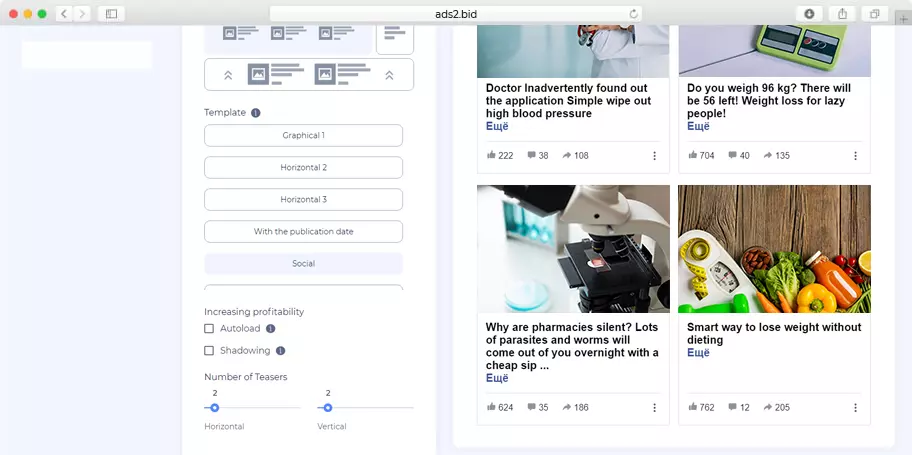 ads2.bid
Template
Graphical 1
Horizontal 2
Horizontal 3
With the publication date
Social
Increasing profitability
Autoload
Shadowing
Number of Teasers
2
2
Horizontal
Vertical
Doctor Inadvertently found out
the application Simple wipe out
high blood pressure
Ещё
222
38
108
Do you weigh 96 kg? There will
be 56 left! Weight loss for lazy
people!
Ещё
704
40
135
Why are pharmacies silent? Lots
of parasites and worms will
come out of you overnight with a
cheap sip ...
Ещё
624
35
186
Smart way to lose weight without
dieting
Ещё
762
12
205